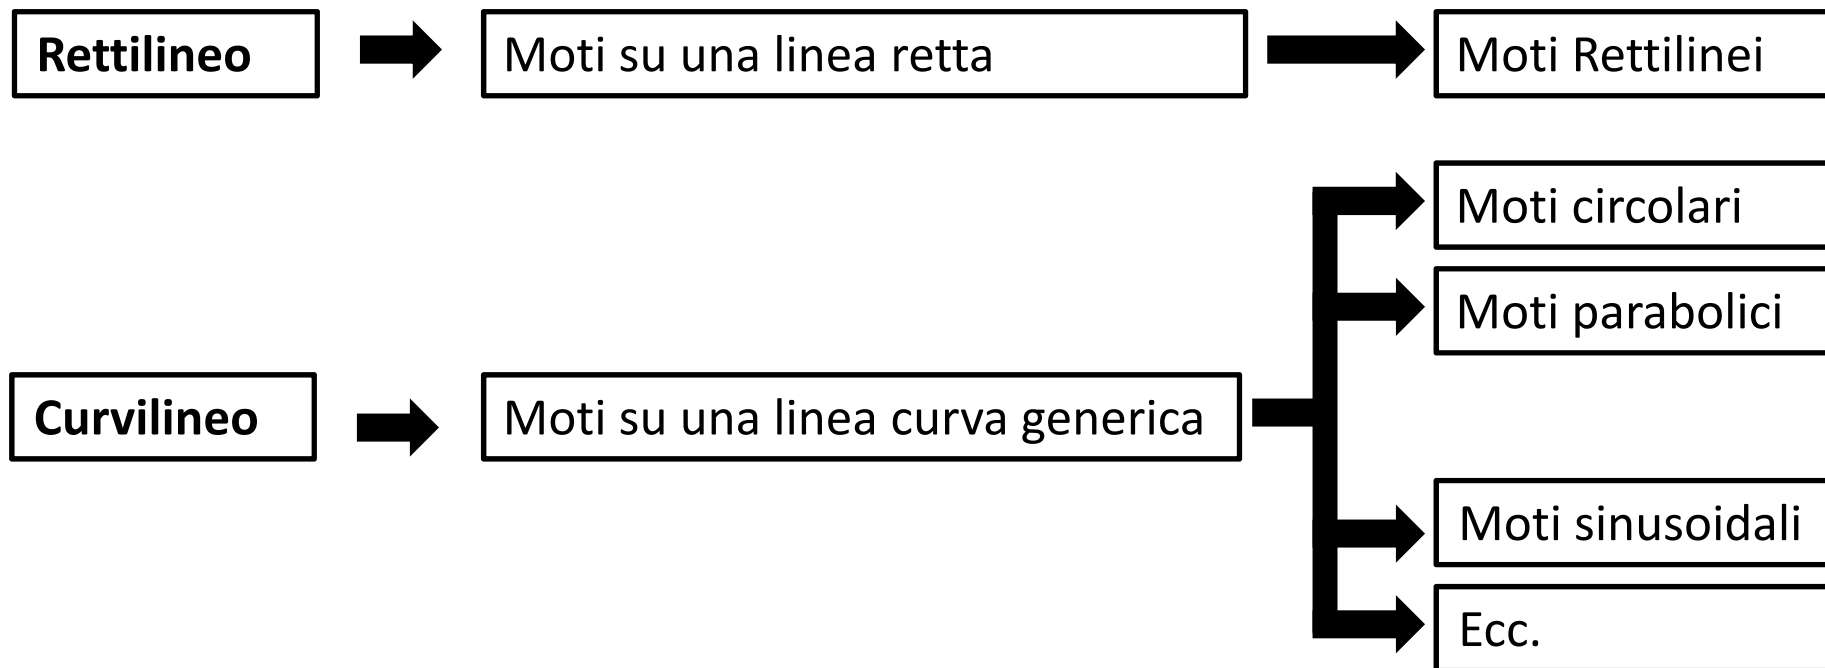 Rettilineo
Moti su una linea retta
Moti Rettilinei
Moti circolari
Moti parabolici
Curvilineo
Moti su una linea curva generica
Moti sinusoidali
Ecc.